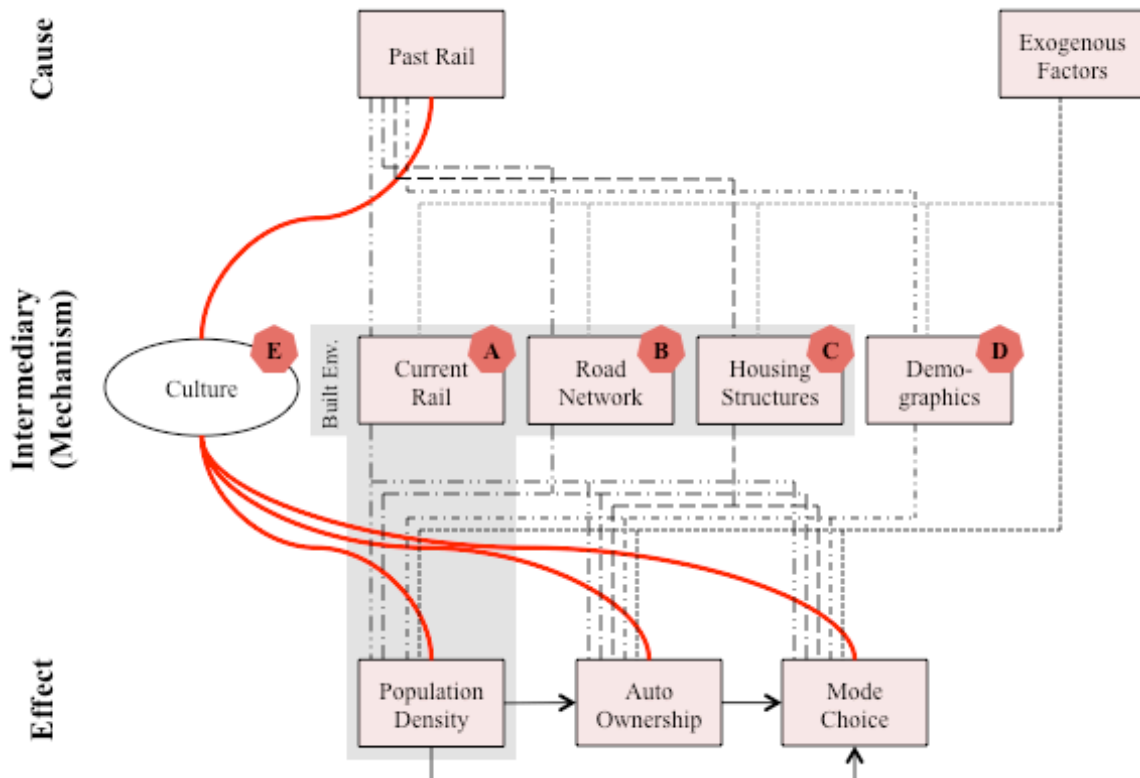 Cause
Past Rail
Exogenous
Factors
Intermediary
(Mechanism)
Culture
E
Built Env.
Current
Rail
A
Road
Network
B
Housing
Structures
C
Demo-
graphics
D
Effect
Population
Density
Auto
Ownership
Mode
Choice